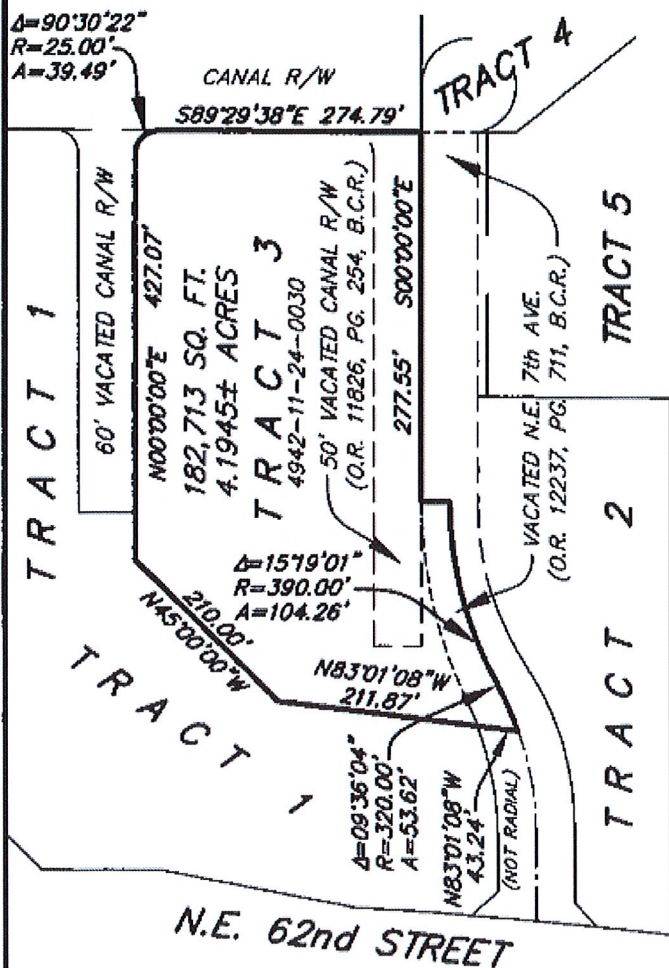 Δ=90°30'22"
R=25.00'
A=39.49'
CANAL R/W
S89°29'38"E 274.79'
TRACT 4
TRACT 1
60' VACATED CANAL R/W
N00°00'00"E 427.07'
182,713 SQ. FT.
4.1945± ACRES
TRACT 3
4942-11-24-0030
50' VACATED CANAL R/W
(O.R. 11826, PG. 254, B.C.R.)
277.55' S00°00'00"E
VACATED N.E. 7th AVE.
(O.R. 12237, PG. 711, B.C.R.)
TRACT 5
TRACT 2
Δ=15°19'01"
R=390.00'
A=104.26'
210.00'
N45°00'00"W
N83°01'08"W
211.87'
TRACT 1
Δ=09°36'04"
R=320.00'
A=53.62'
N83°01'08"W
43.24'
(NOT RADIAL)
N.E. 62nd STREET